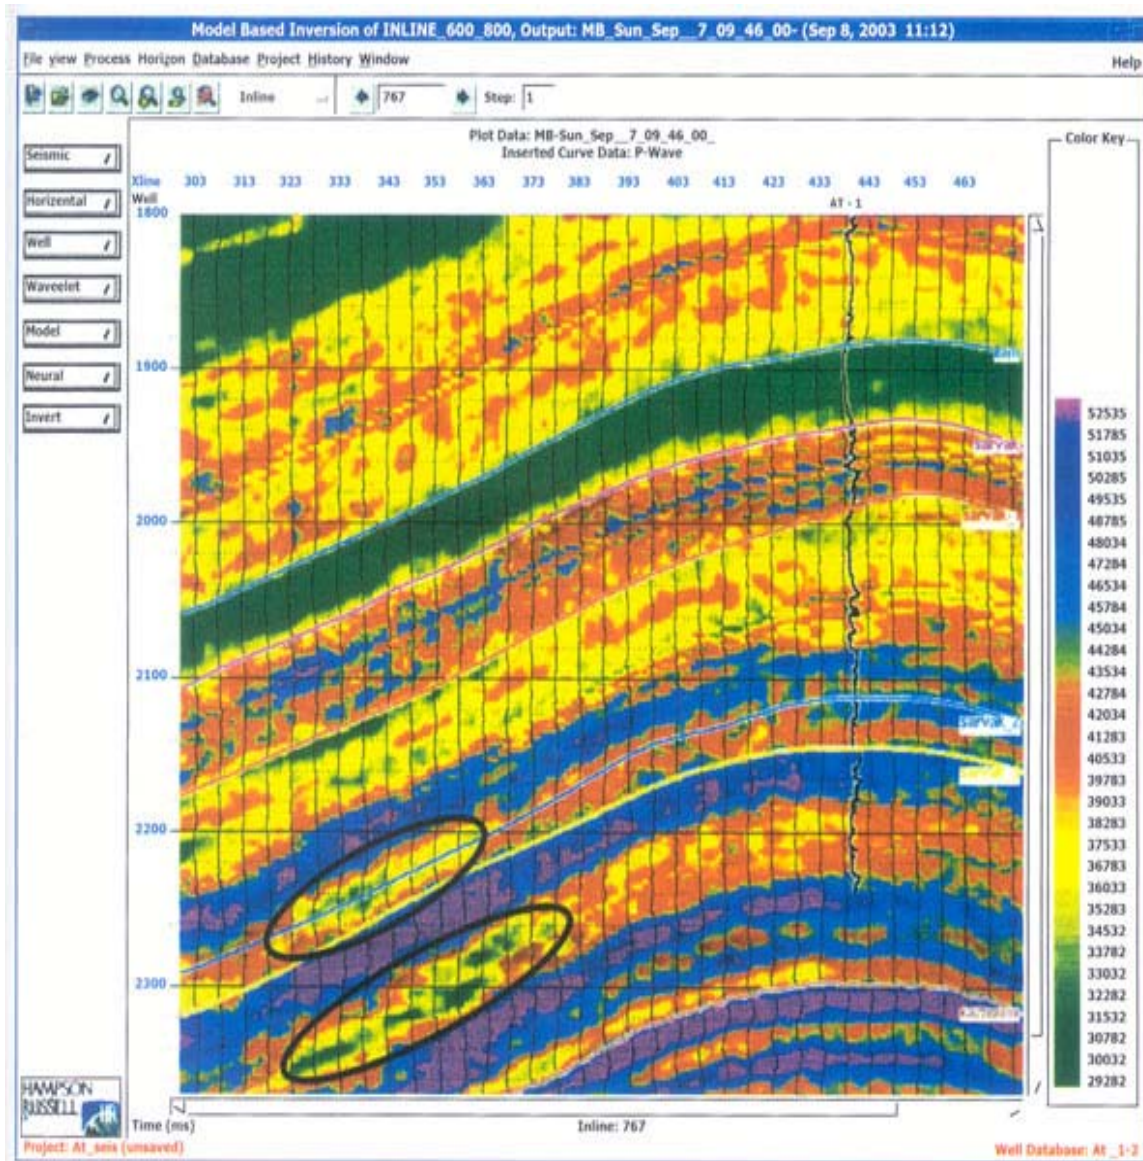 Model Based Inversion of INLINE_600_800, Output: MB_Sun_Sep__7_09_46_00- (Sep 8, 2003 11:12)
File view Process Horizon Database Project History Window Help
Inline 767 Step: 1
Plot Data: MB-Sun_Sep__7_09_46_00_
Inserted Curve Data: P-Wave
Color Key
Seismic
Horizontal
Well
Waveelet
Model
Neural
Invert
Xline 303 313 323 333 343 353 363 373 383 393 403 413 423 433 443 453 463
Well
AT - 1
1800
1900
2000
2100
2200
2300
Sarvak_2
52535
51785
51035
50285
49535
48785
48034
47284
46534
45784
45034
44284
43534
42784
42034
41283
40533
39783
39033
38283
37533
36783
36033
35283
34532
33782
33032
32282
31532
30782
30032
29282
HAMPSON
RUSSELL
HR
Time (ms)
Inline: 767
Project: At_seis (unsaved)
Well Database: At _1-2